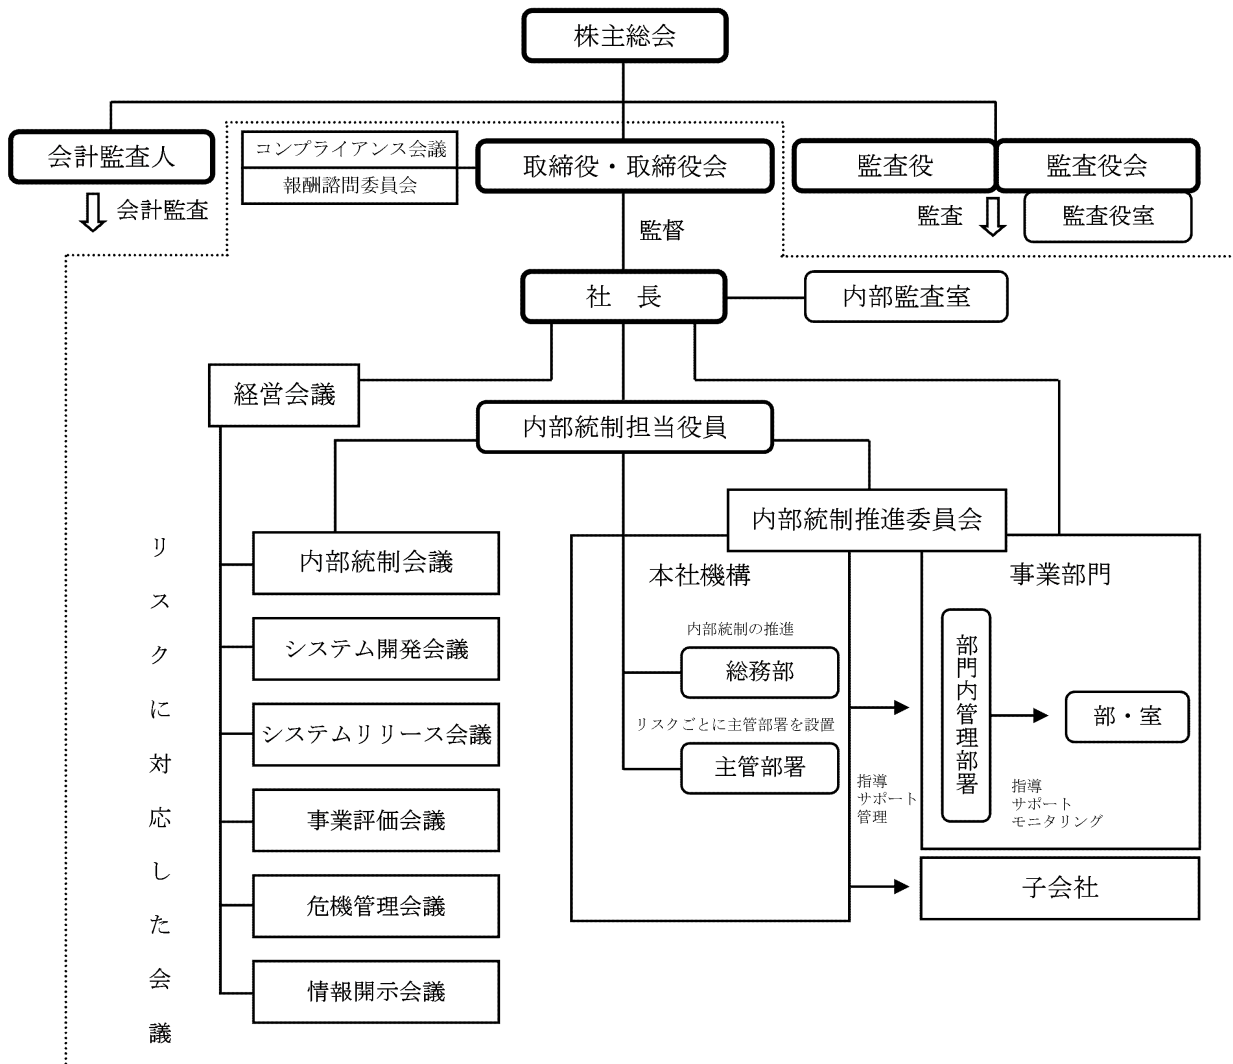 株主総会
会計監査人
会計監査
コンプライアンス会議
報酬諮問委員会
取締役・取締役会
監査役
監査役会
監査
監査役室
監督
社　長
内部監査室
経営会議
内部統制担当役員
内部統制推進委員会
リスクに対応した会議
内部統制会議
システム開発会議
システムリリース会議
事業評価会議
危機管理会議
情報開示会議
本社機構
内部統制の推進
総務部
リスクごとに主管部署を設置
主管部署
指導
サポート
管理
事業部門
部門内管理部署
部・室
指導
サポート
モニタリング
子会社